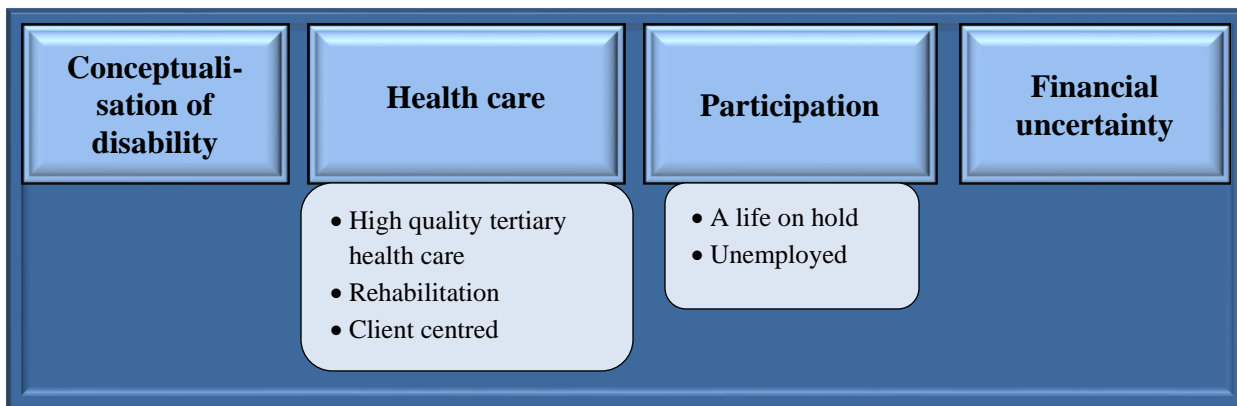 Conceptuali-
sation of
disability
Health care
• High quality tertiary
health care
• Rehabilitation
• Client centred
Participation
• A life on hold
• Unemployed
Financial
uncertainty